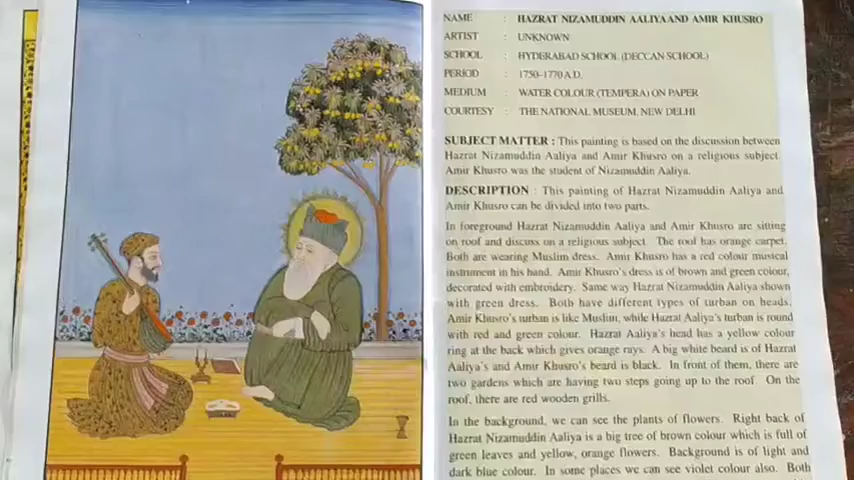 NAME : HAZRAT NIZAMUDDIN AALIYAAND AMIR KHUSRO
ARTIST : UNKNOWN
SCHOOL : HYDERABAD SCHOOL (DECCAN SCHOOL)
PERIOD : 1750-1770 A.D.
MEDIUM : WATER COLOUR (TEMPERA) ON PAPER
COURTESY : THE NATIONAL MUSEUM, NEW DELHI
SUBJECT MATTER : This painting is based on the discussion between
Hazrat Nizamuddin Aaliya and Amir Khusro on a religious subject.
Amir Khusro was the student of Nizamuddin Aaliya.
DESCRIPTION : This painting of Hazrat Nizamuddin Aaliya and
Amir Khusro can be divided into two parts.
In foreground Hazrat Nizamuddin Aaliya and Amir Khusro are sitting
on roof and discuss on a religious subject. The roof has orange carpet.
Both are wearing Muslim dress. Amir Khusro has a red colour musical
instrument in his hand. Amir Khusro's dress is of brown and green colour,
decorated with embroidery. Same way Hazrat Nizamuddin Aaliya shown
with green dress. Both have different types of turban on heads.
Amir Khusro's turban is like Muslim, while Hazrat Aaliya's turban is round
with red and green colour. Hazrat Aaliya's head has a yellow colour
ring at the back which gives orange rays. A big white beard is of Hazrat
Aaliya's and Amir Khusro's beard is black. In front of them, there are
two gardens which are having two steps going up to the roof. On the
roof, there are red wooden grills.
In the background, we can see the plants of flowers. Right back of
Hazrat Nizamuddin Aaliya is a big tree of brown colour which is full of
green leaves and yellow, orange flowers. Background is of light and
dark blue colour. In some places we can see violet colour also. Both